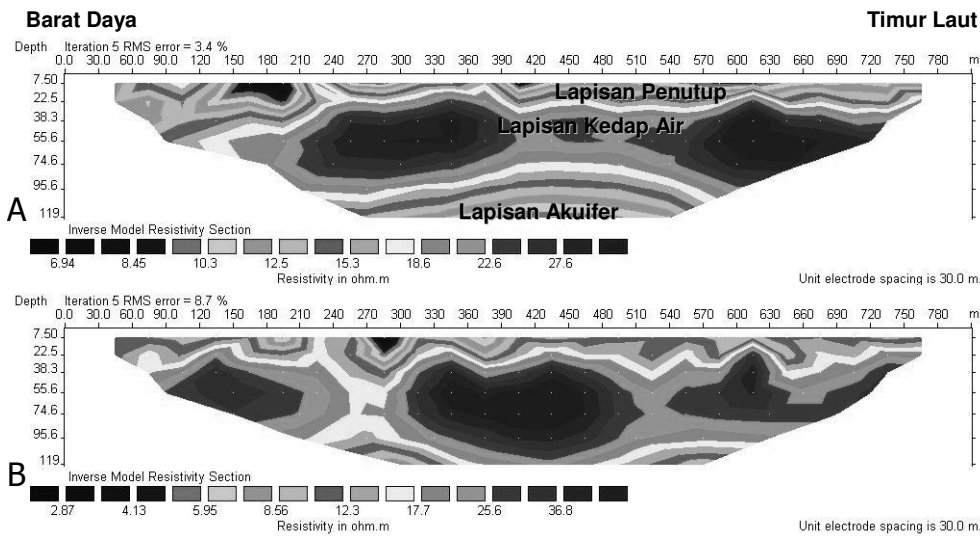 Barat Daya Timur Laut
Depth Iteration 5 RMS error = 3.4 %
0.0 30.0 60.0 90.0 120 150 180 210 240 270 300 330 360 390 420 450 480 510 540 570 600 630 660 690 720 750 780 m.
7.50
Lapisan Penutup
22.5
38.3
Lapisan Kedap Air
55.6
74.6
95.6
A 119. Lapisan Akuifer
Inverse Model Resistivity Section
6.94 8.45 10.3 12.5 15.3 18.6 22.6 27.6
Resistivity in ohm.m Unit electrode spacing is 30.0 m.
Depth Iteration 5 RMS error = 8.7 %
0.0 30.0 60.0 90.0 120 150 180 210 240 270 300 330 360 390 420 450 480 510 540 570 600 630 660 690 720 750 780 m.
7.50
22.5
38.3
55.6
74.6
95.6
119.
B Inverse Model Resistivity Section
2.87 4.13 5.95 8.56 12.3 17.7 25.6 36.8
Resistivity in ohm.m Unit electrode spacing is 30.0 m.